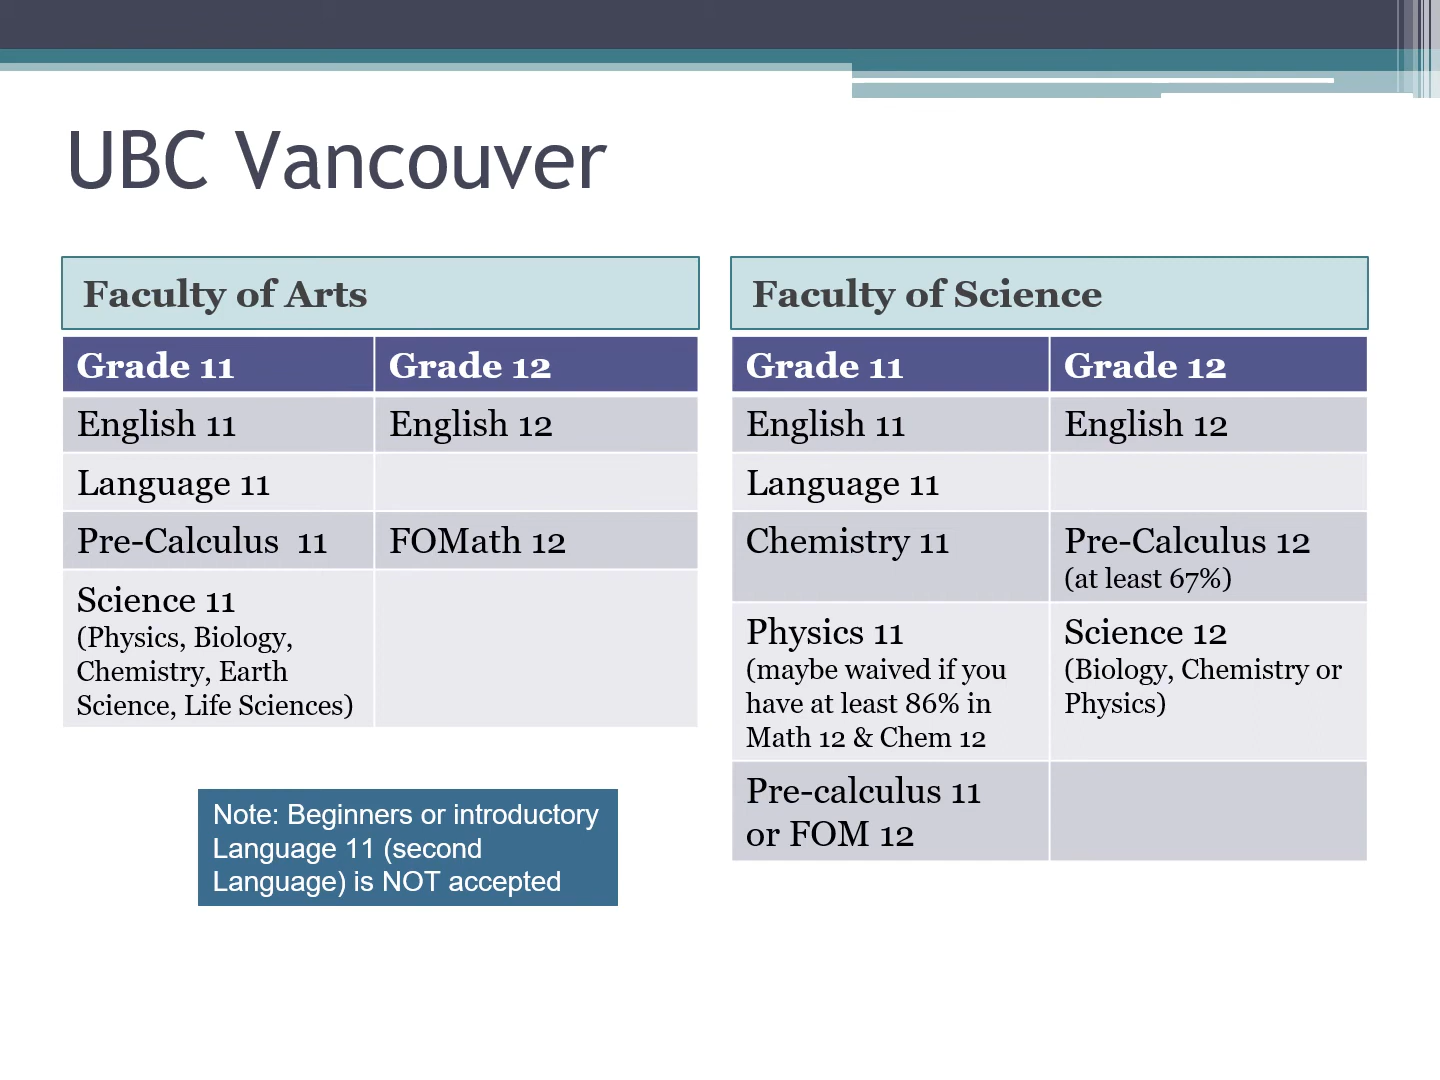 UBC Vancouver
Faculty of Arts
Grade 11 Grade 12
English 11 English 12
Language 11
Pre-Calculus 11 FOMath 12
Science 11
(Physics, Biology,
Chemistry, Earth
Science, Life Sciences)
Note: Beginners or introductory
Language 11 (second
Language) is NOT accepted
Faculty of Science
Grade 11 Grade 12
English 11 English 12
Language 11
Chemistry 11 Pre-Calculus 12
(at least 67%)
Physics 11 Science 12
(maybe waived if you (Biology, Chemistry or
have at least 86% in Physics)
Math 12 & Chem 12
Pre-calculus 11
or FOM 12